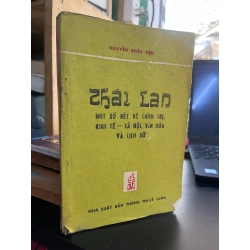 NGUYỄN KHẮC VIỆN
Thái Lan
MỘT SỐ NÉT VỀ CHÍNH TRỊ,
KINH TẾ - XÃ HỘI, VĂN HÓA
VÀ LỊCH SỬ
NHÀ XUẤT BẢN THÔNG TIN LÝ LUẬN